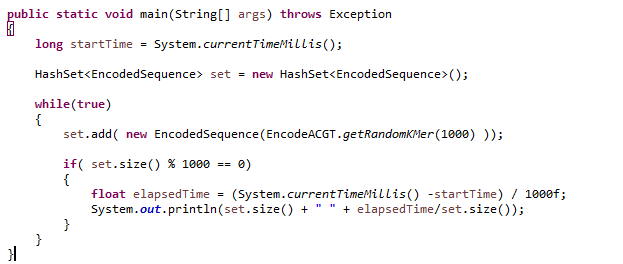 public static void main(String[] args) throws Exception
{
long startTime = System.currentTimeMillis();
HashSet<EncodedSequence> set = new HashSet<EncodedSequence>();
while(true)
{
set.add( new EncodedSequence(EncodeACGT.getRandomKMer(1000) ));
if( set.size() % 1000 == 0)
{
float elapsedTime = (System.currentTimeMillis() -startTime) / 1000f;
System.out.println(set.size() + " " + elapsedTime/set.size());
}
}
}